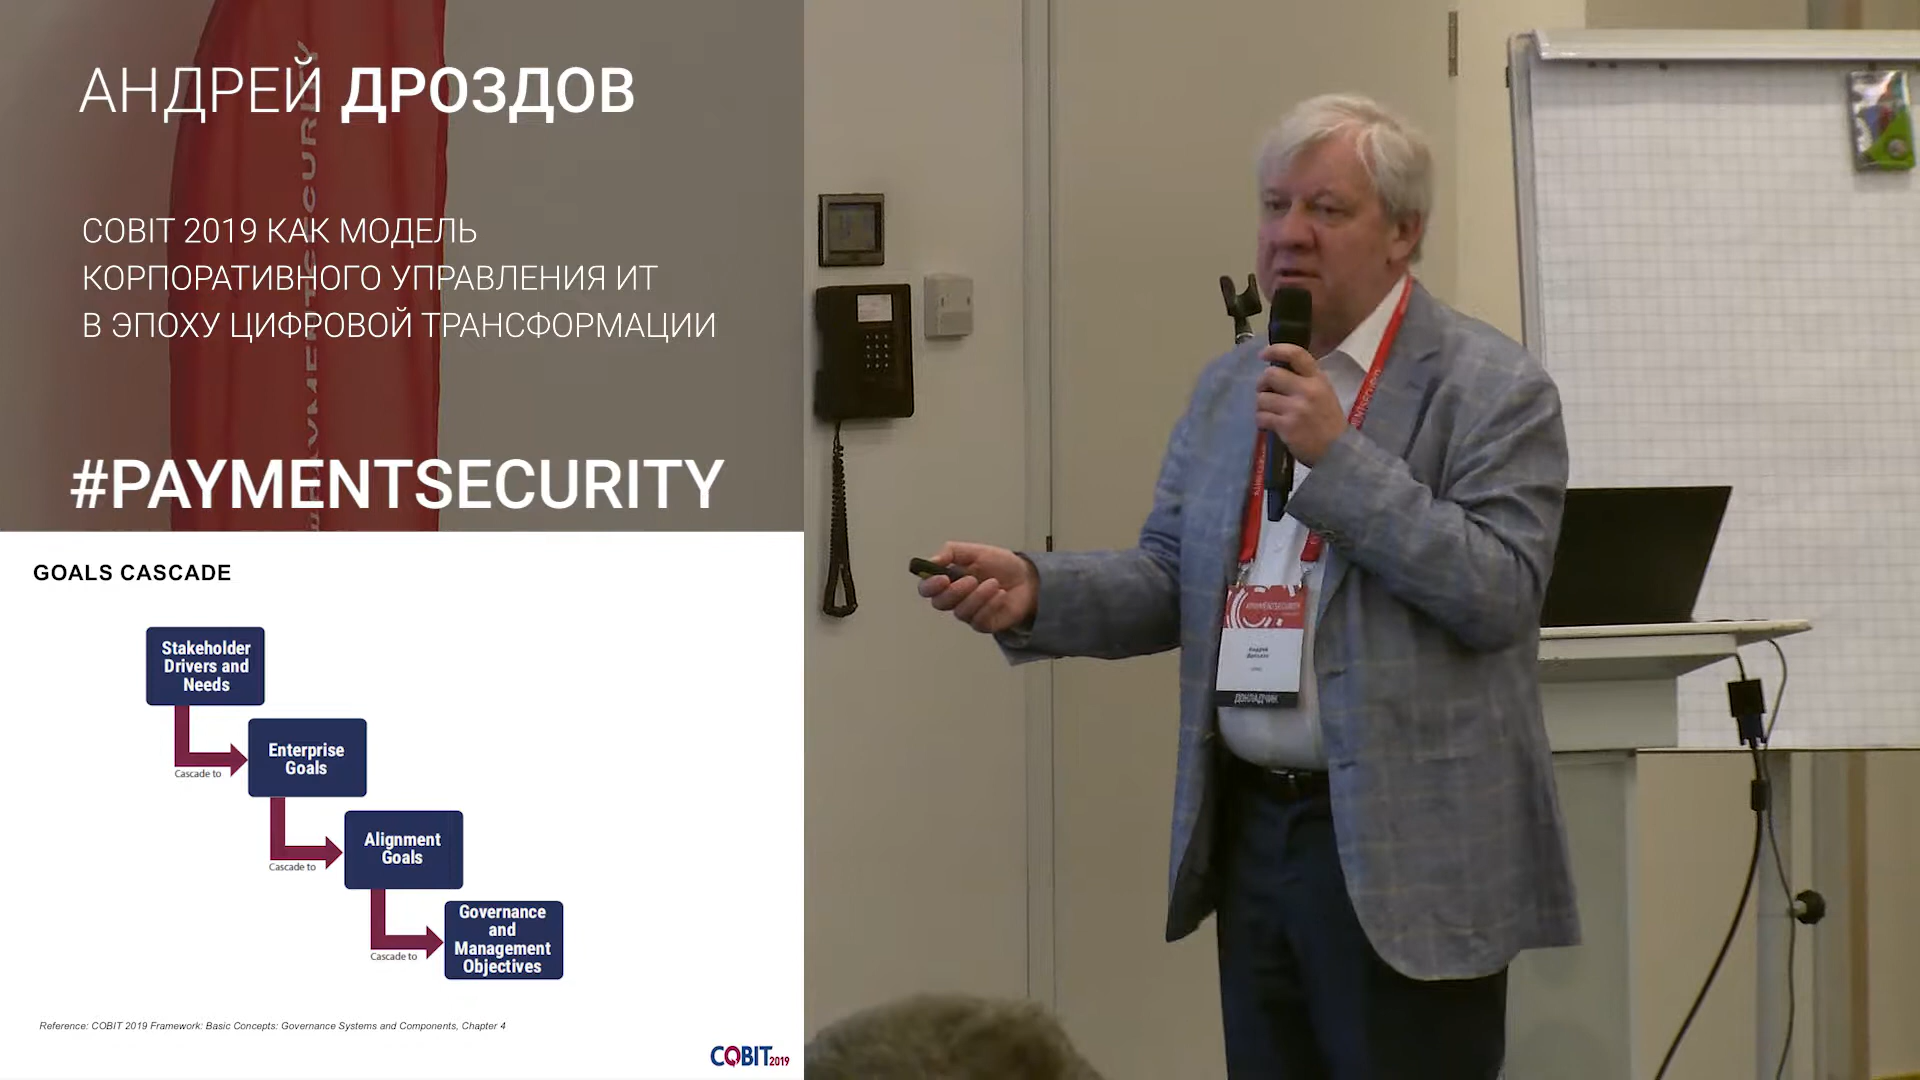 АНДРЕЙ ДРОЗДОВ
COBIT 2019 КАК МОДЕЛЬ
КОРПОРАТИВНОГО УПРАВЛЕНИЯ ИТ
В ЭПОХУ ЦИФРОВОЙ ТРАНСФОРМАЦИИ
#PAYMENTSECURITY
GOALS CASCADE
Stakeholder
Drivers and
Needs
Cascade to
Enterprise
Goals
Cascade to
Alignment
Goals
Cascade to
Governance
and
Management
Objectives
Reference: COBIT 2019 Framework: Basic Concepts: Governance Systems and Components, Chapter 4
COBIT 2019
#PAYMENTSECURITY
Андрей
ДОКЛАДЧИК